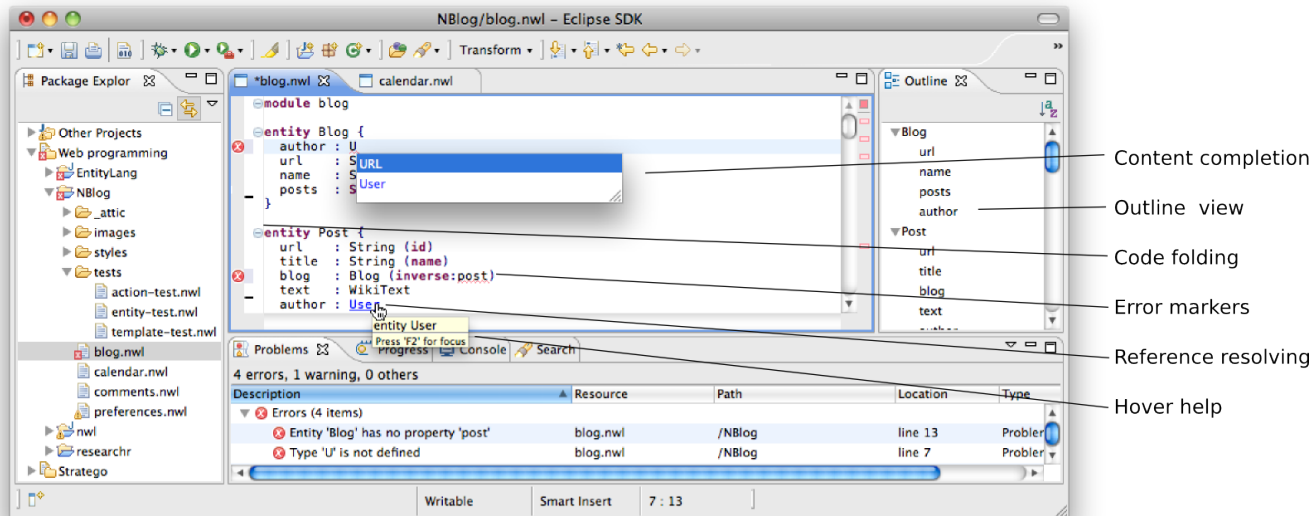 NBlog/blog.nwl – Eclipse SDK
010
Transform
»
Package Explor
Other Projects
Web programming
EntityLang
NBlog
_attic
images
styles
tests
action-test.nwl
entity-test.nwl
template-test.nwl
blog.nwl
calendar.nwl
comments.nwl
preferences.nwl
nwl
researchr
Stratego
*blog.nwl
calendar.nwl
module blog
entity Blog {
author : U
url : S
name : S
posts : S
}
URL
User
entity Post {
url : String (id)
title : String (name)
blog : Blog (inverse:post)
text : WikiText
author : User
entity User
Press 'F2' for focus
Outline
Blog
url
name
posts
author
Post
url
title
blog
text
author
Problems
Progress
Console
Search
4 errors, 1 warning, 0 others
Description Resource Path Location Type
Errors (4 items)
Entity 'Blog' has no property 'post' blog.nwl /NBlog line 13 Probler
Type 'U' is not defined blog.nwl /NBlog line 7 Probler
Writable Smart Insert 7 : 13
Content completion
Outline view
Code folding
Error markers
Reference resolving
Hover help